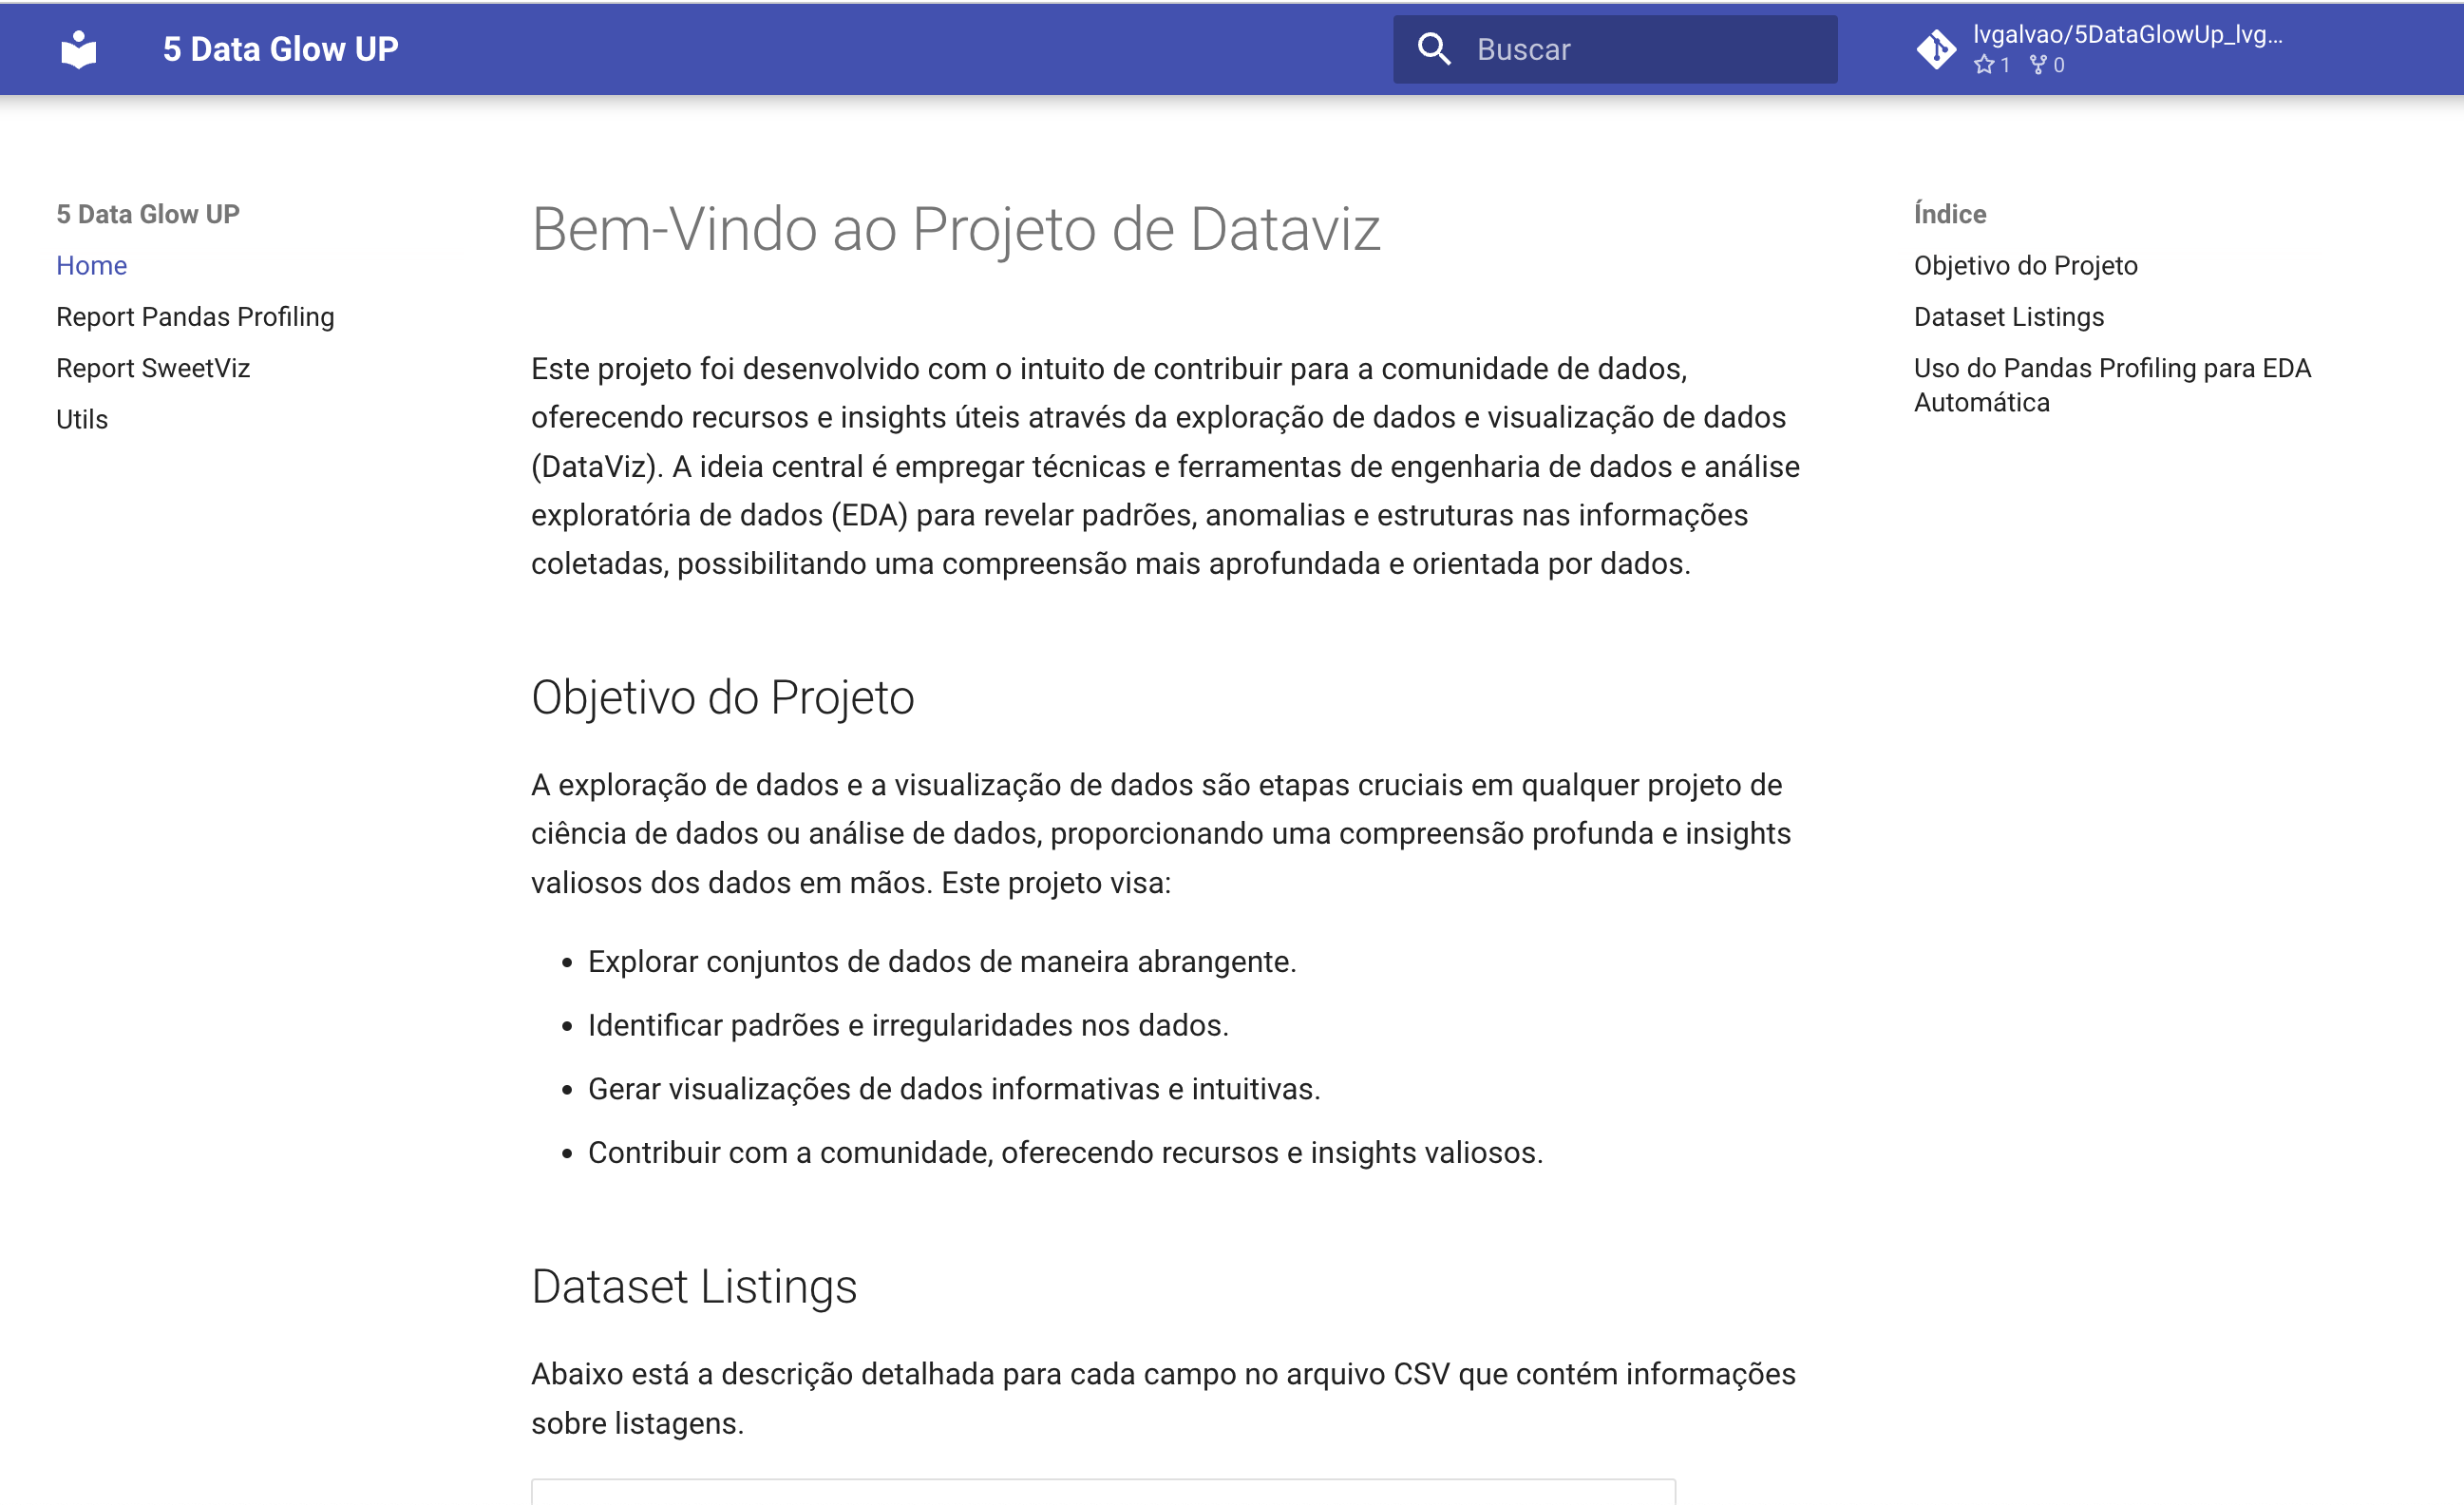 5 Data Glow UP
Buscar
lvgalvao/5DataGlowUp_lvg...
1 0
5 Data Glow UP
Home
Report Pandas Profiling
Report SweetViz
Utils
Bem-Vindo ao Projeto de Dataviz
Este projeto foi desenvolvido com o intuito de contribuir para a comunidade de dados,
oferecendo recursos e insights úteis através da exploração de dados e visualização de dados
(DataViz). A ideia central é empregar técnicas e ferramentas de engenharia de dados e análise
exploratória de dados (EDA) para revelar padrões, anomalias e estruturas nas informações
coletadas, possibilitando uma compreensão mais aprofundada e orientada por dados.
Objetivo do Projeto
A exploração de dados e a visualização de dados são etapas cruciais em qualquer projeto de
ciência de dados ou análise de dados, proporcionando uma compreensão profunda e insights
valiosos dos dados em mãos. Este projeto visa:
• Explorar conjuntos de dados de maneira abrangente.
• Identificar padrões e irregularidades nos dados.
• Gerar visualizações de dados informativas e intuitivas.
• Contribuir com a comunidade, oferecendo recursos e insights valiosos.
Dataset Listings
Abaixo está a descrição detalhada para cada campo no arquivo CSV que contém informações
sobre listagens.
Índice
Objetivo do Projeto
Dataset Listings
Uso do Pandas Profiling para EDA
Automática